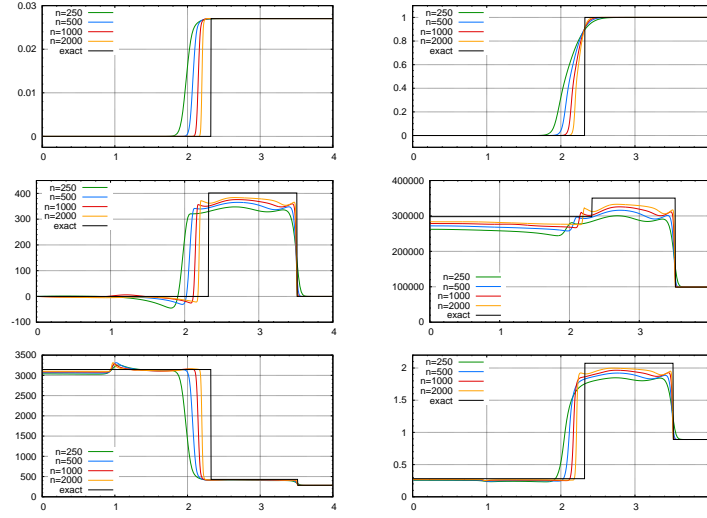 0.03
0.02
0.01
0
0 1 2 3 4
n=250
n=500
n=1000
n=2000
exact
1
0.8
0.6
0.4
0.2
0
0 1 2 3
n=250
n=500
n=1000
n=2000
exact
400
300
200
100
0
-100
0 1 2 3 4
n=250
n=500
n=1000
n=2000
exact
400000
300000
200000
100000
0
0 1 2 3
n=250
n=500
n=1000
n=2000
exact
3500
3000
2500
2000
1500
1000
500
0
0 1 2 3 4
n=250
n=500
n=1000
n=2000
exact
2
1.5
1
0.5
0
0 1 2 3
n=250
n=500
n=1000
n=2000
exact